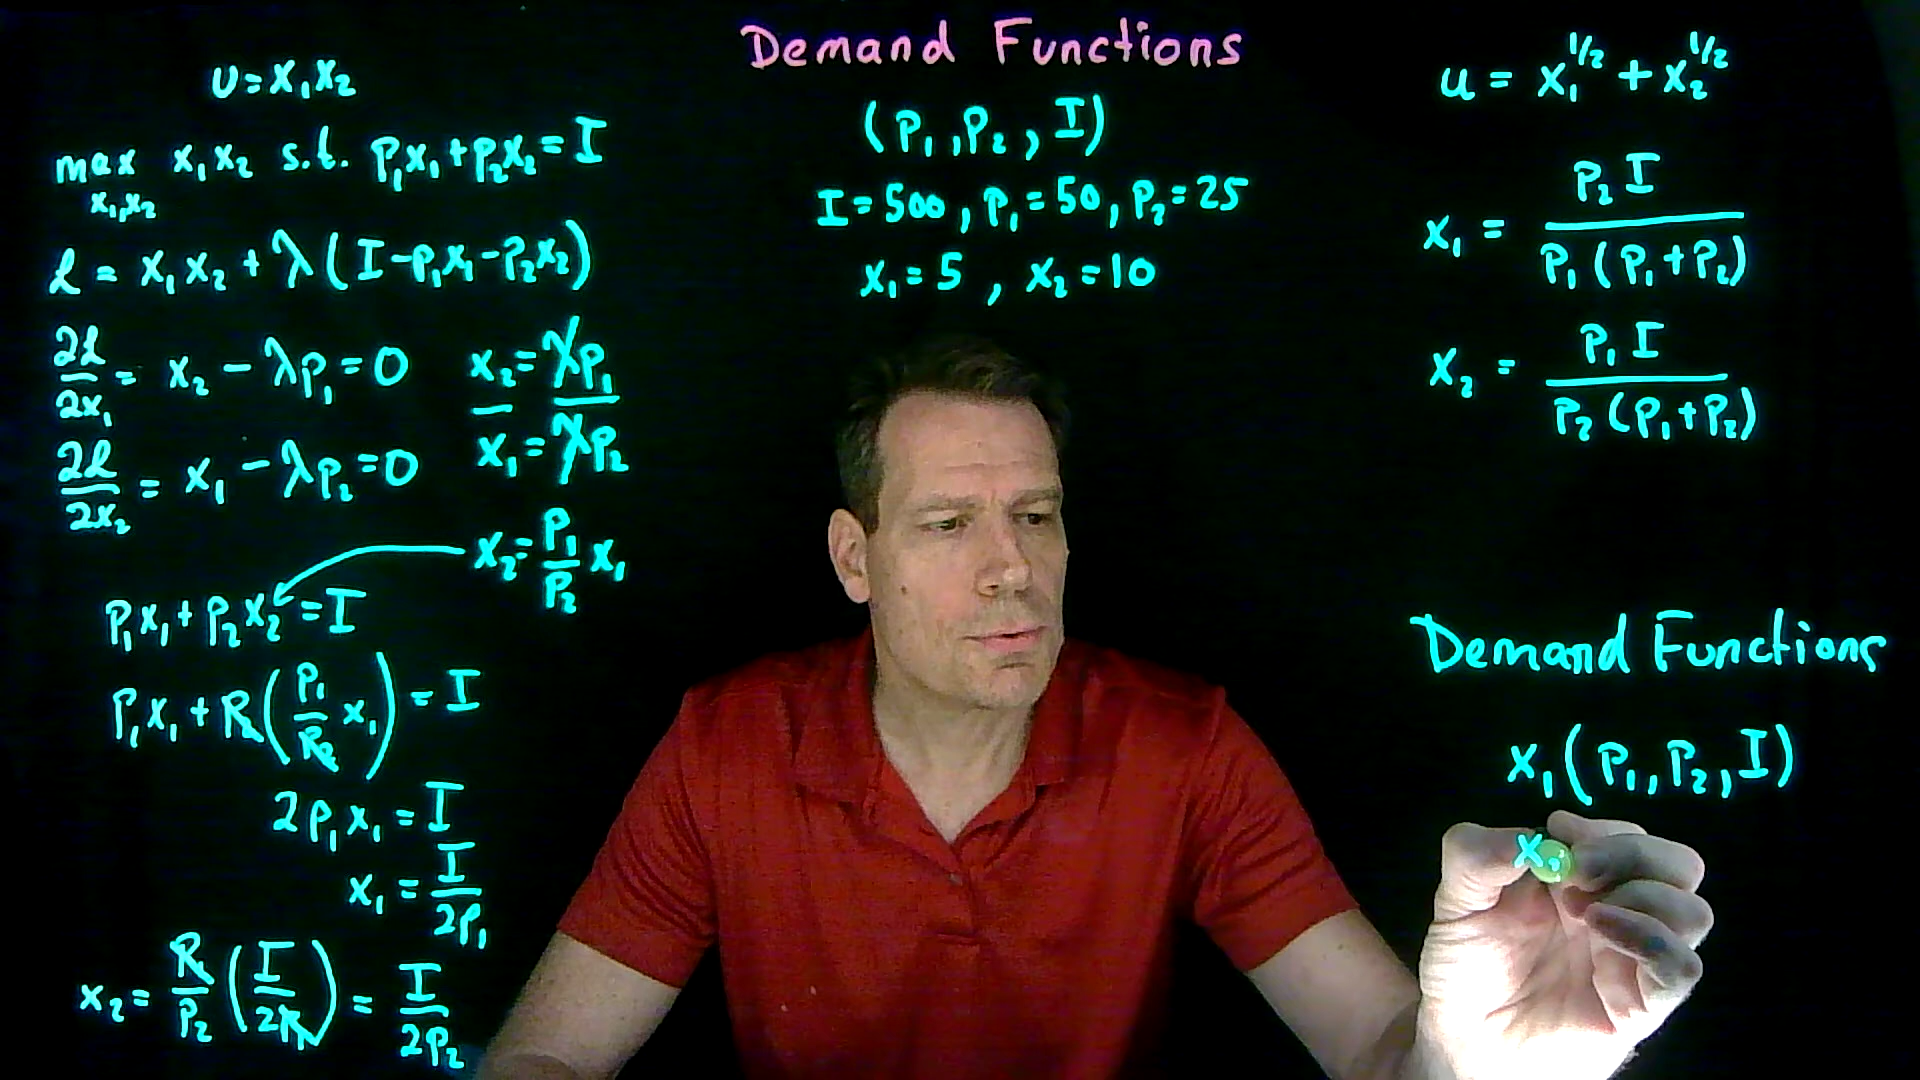 Demand Functions
(P₁, P₂, I)
I = 500, P₁ = 50, P₂ = 25
x₁ = 5, x₂ = 10
U = x₁x₂
max x₁x₂ s.t. P₁x₁ + P₂x₂ = I
x₁,x₂
ℒ = x₁x₂ + λ(I - P₁x₁ - P₂x₂)
∂ℒ/∂x₁ = x₂ - λP₁ = 0
∂ℒ/∂x₂ = x₁ - λP₂ = 0
x₂ = λP₁
x₁ = λP₂
x₂ = P₁/P₂ x₁
P₁x₁ + P₂x₂ = I
P₁x₁ + P₂(P₁/P₂ x₁) = I
2P₁x₁ = I
x₁ = I/2P₁
x₂ = P₁/P₂ (I/2P₁) = I/2P₂
u = x₁^1/2 + x₂^1/2
x₁ = P₂I / P₁(P₁+P₂)
x₂ = P₁I / P₂(P₁+P₂)
Demand Functions
x₁(P₁, P₂, I)
x₂